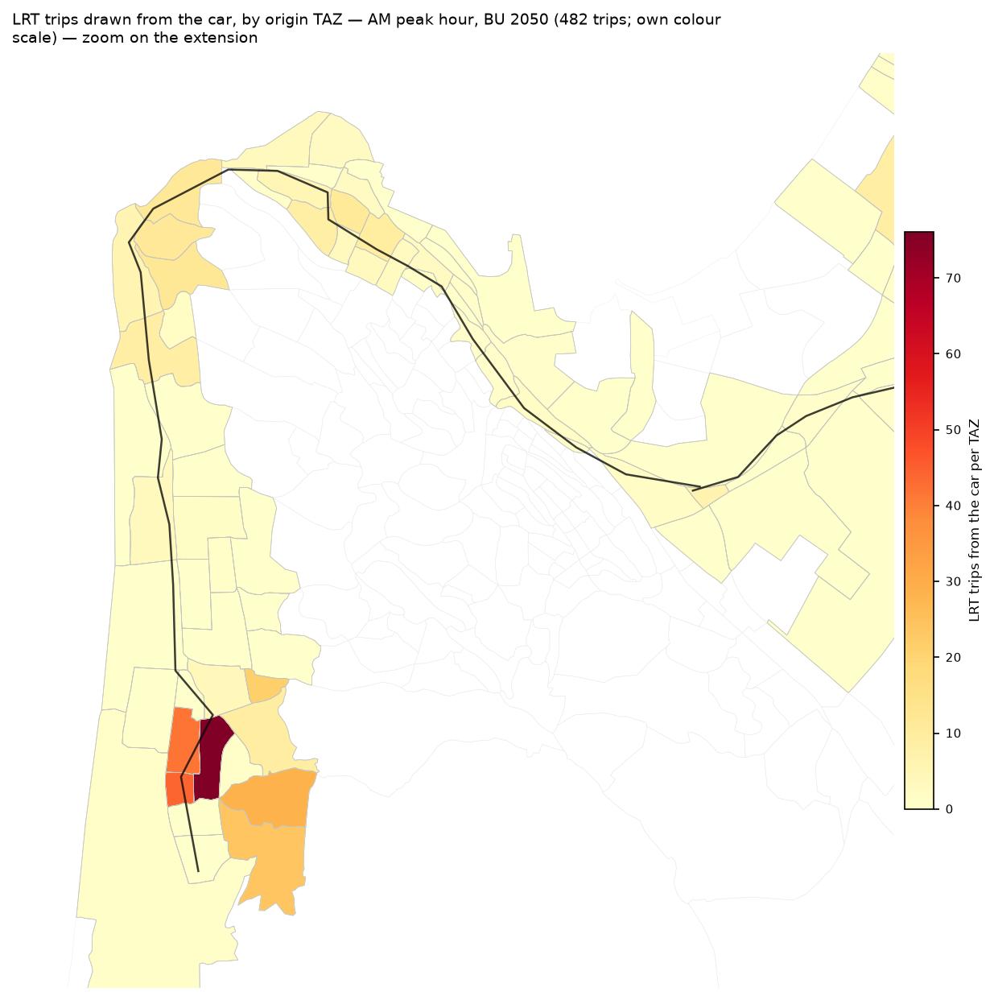 LRT trips drawn from the car, by origin TAZ — AM peak hour, BU 2050 (482 trips; own colour
scale) — zoom on the extension
70
60
50
40
30
20
10
0
LRT trips from the car per TAZ